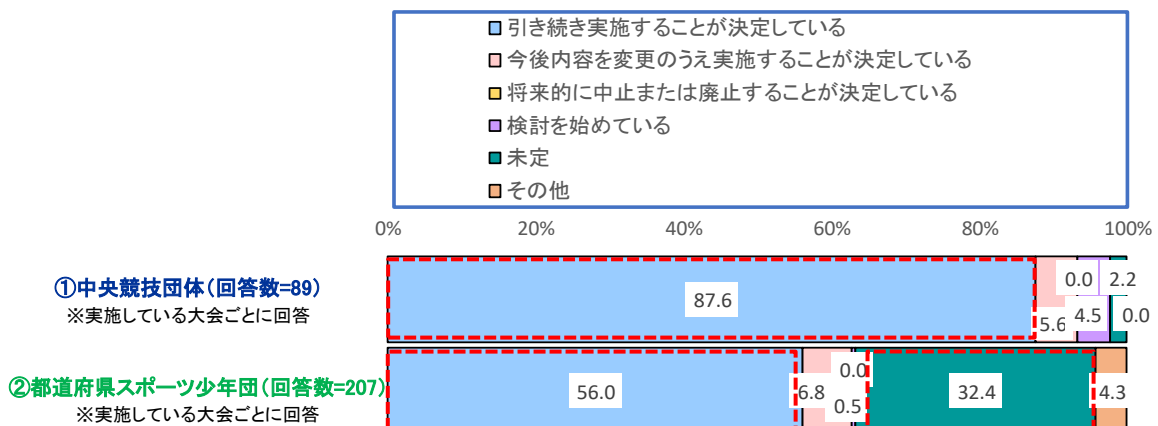 引き続き実施することが決定している
今後内容を変更のうえ実施することが決定している
将来的に中止または廃止することが決定している
検討を始めている
未定
その他
0% 20% 40% 60% 80% 100%
①中央競技団体(回答数=89)
※実施している大会ごとに回答
87.6 5.6 0.0 4.5 2.2 0.0
②都道府県スポーツ少年団(回答数=207)
※実施している大会ごとに回答
56.0 6.8 0.0 0.5 32.4 4.3